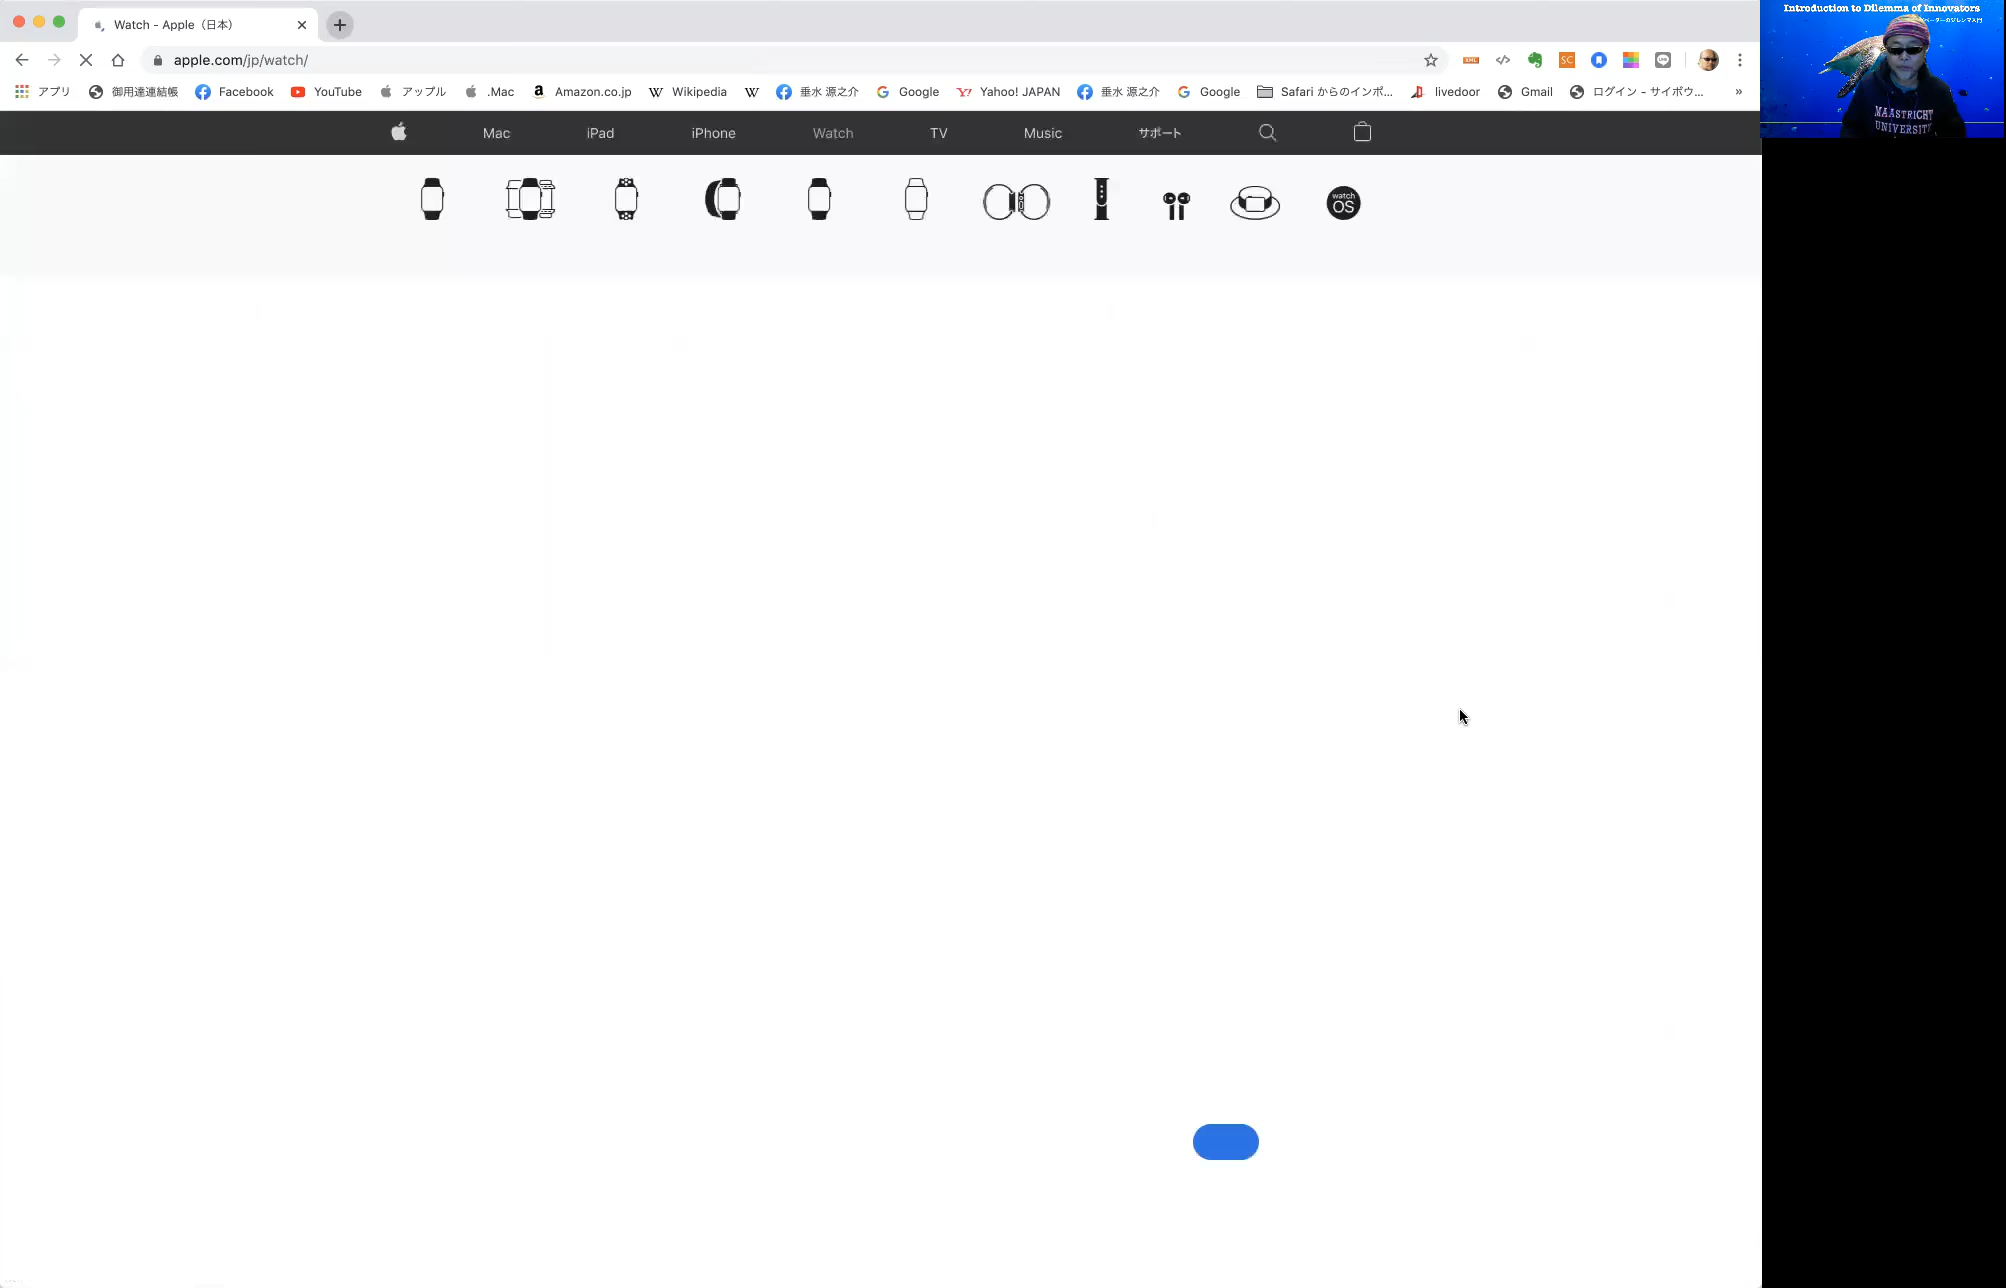 Watch - Apple（日本）
apple.com/jp/watch/
アプリ 御用達連絡帳 Facebook YouTube アップル .Mac Amazon.co.jp Wikipedia 垂水 源之介 Google Yahoo! JAPAN 垂水 源之介 Google Safari からのインポ... livedoor Gmail ログイン - サイボウ... »
Mac iPad iPhone Watch TV Music サポート
watch
OS
Introduction to Dilemma of Innovators
MAASTRICHT
UNIVERSITY